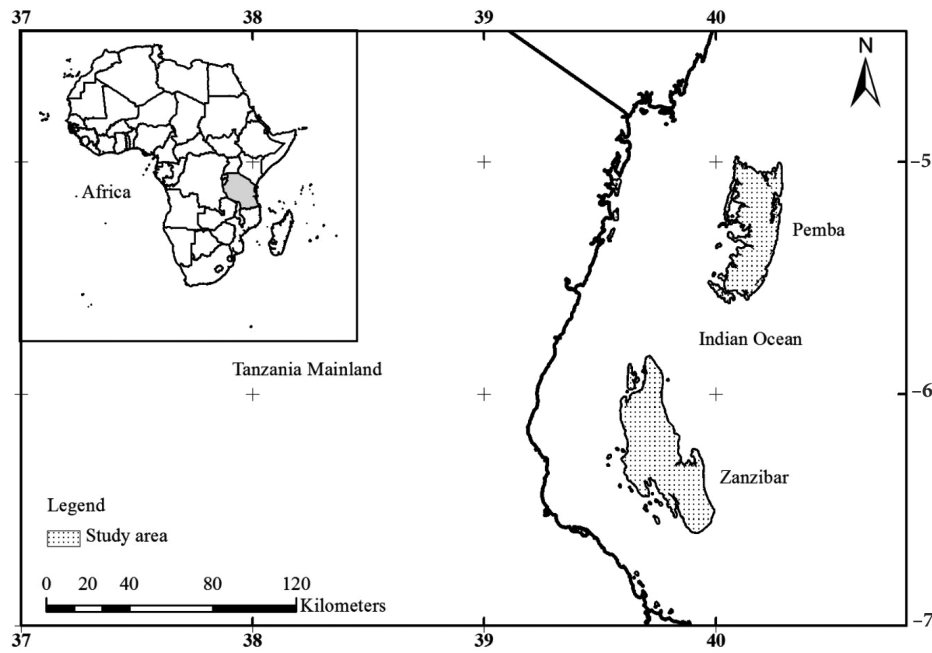 37 38 39 40
N
-5
Africa
Pemba
Indian Ocean
Tanzania Mainland
-6
Zanzibar
Legend
Study area
0 20 40 80 120
Kilometers
-7
37 38 39 40